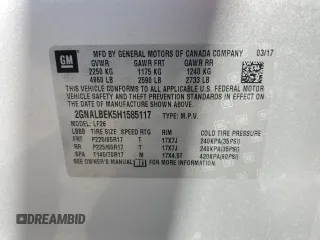 GM
MFD BY GENERAL MOTORS OF CANADA COMPANY 03/17
GVWR GAWR FRT GAWR RR
2250 KG 1175 KG 1240 KG
4960 LB 2590 LB 2733 LB
THIS VEHICLE CONFORMS TO ALL APPLICABLE U.S. FEDERAL MOTOR
VEHICLE SAFETY AND THEFT PREVENTION STANDARDS IN EFFECT
ON THE DATE OF MANUFACTURE SHOWN ABOVE.
2GNALBEK5H1585117 TYPE: M.P.V.
MODEL: LF26
TIRE SIZE SPEED RTG RIM COLD TIRE PRESSURE
FRT P225/65R17 T 17X7J 240KPA(35PSI)
RR P225/65R17 T 17X7J 240KPA(35PSI)
SPA T145/70R17 M 17X4.5T 420KPA(60PSI)
SEE OWNER'S MANUAL FOR ADDITIONAL INFORMATION.
autobidmaster